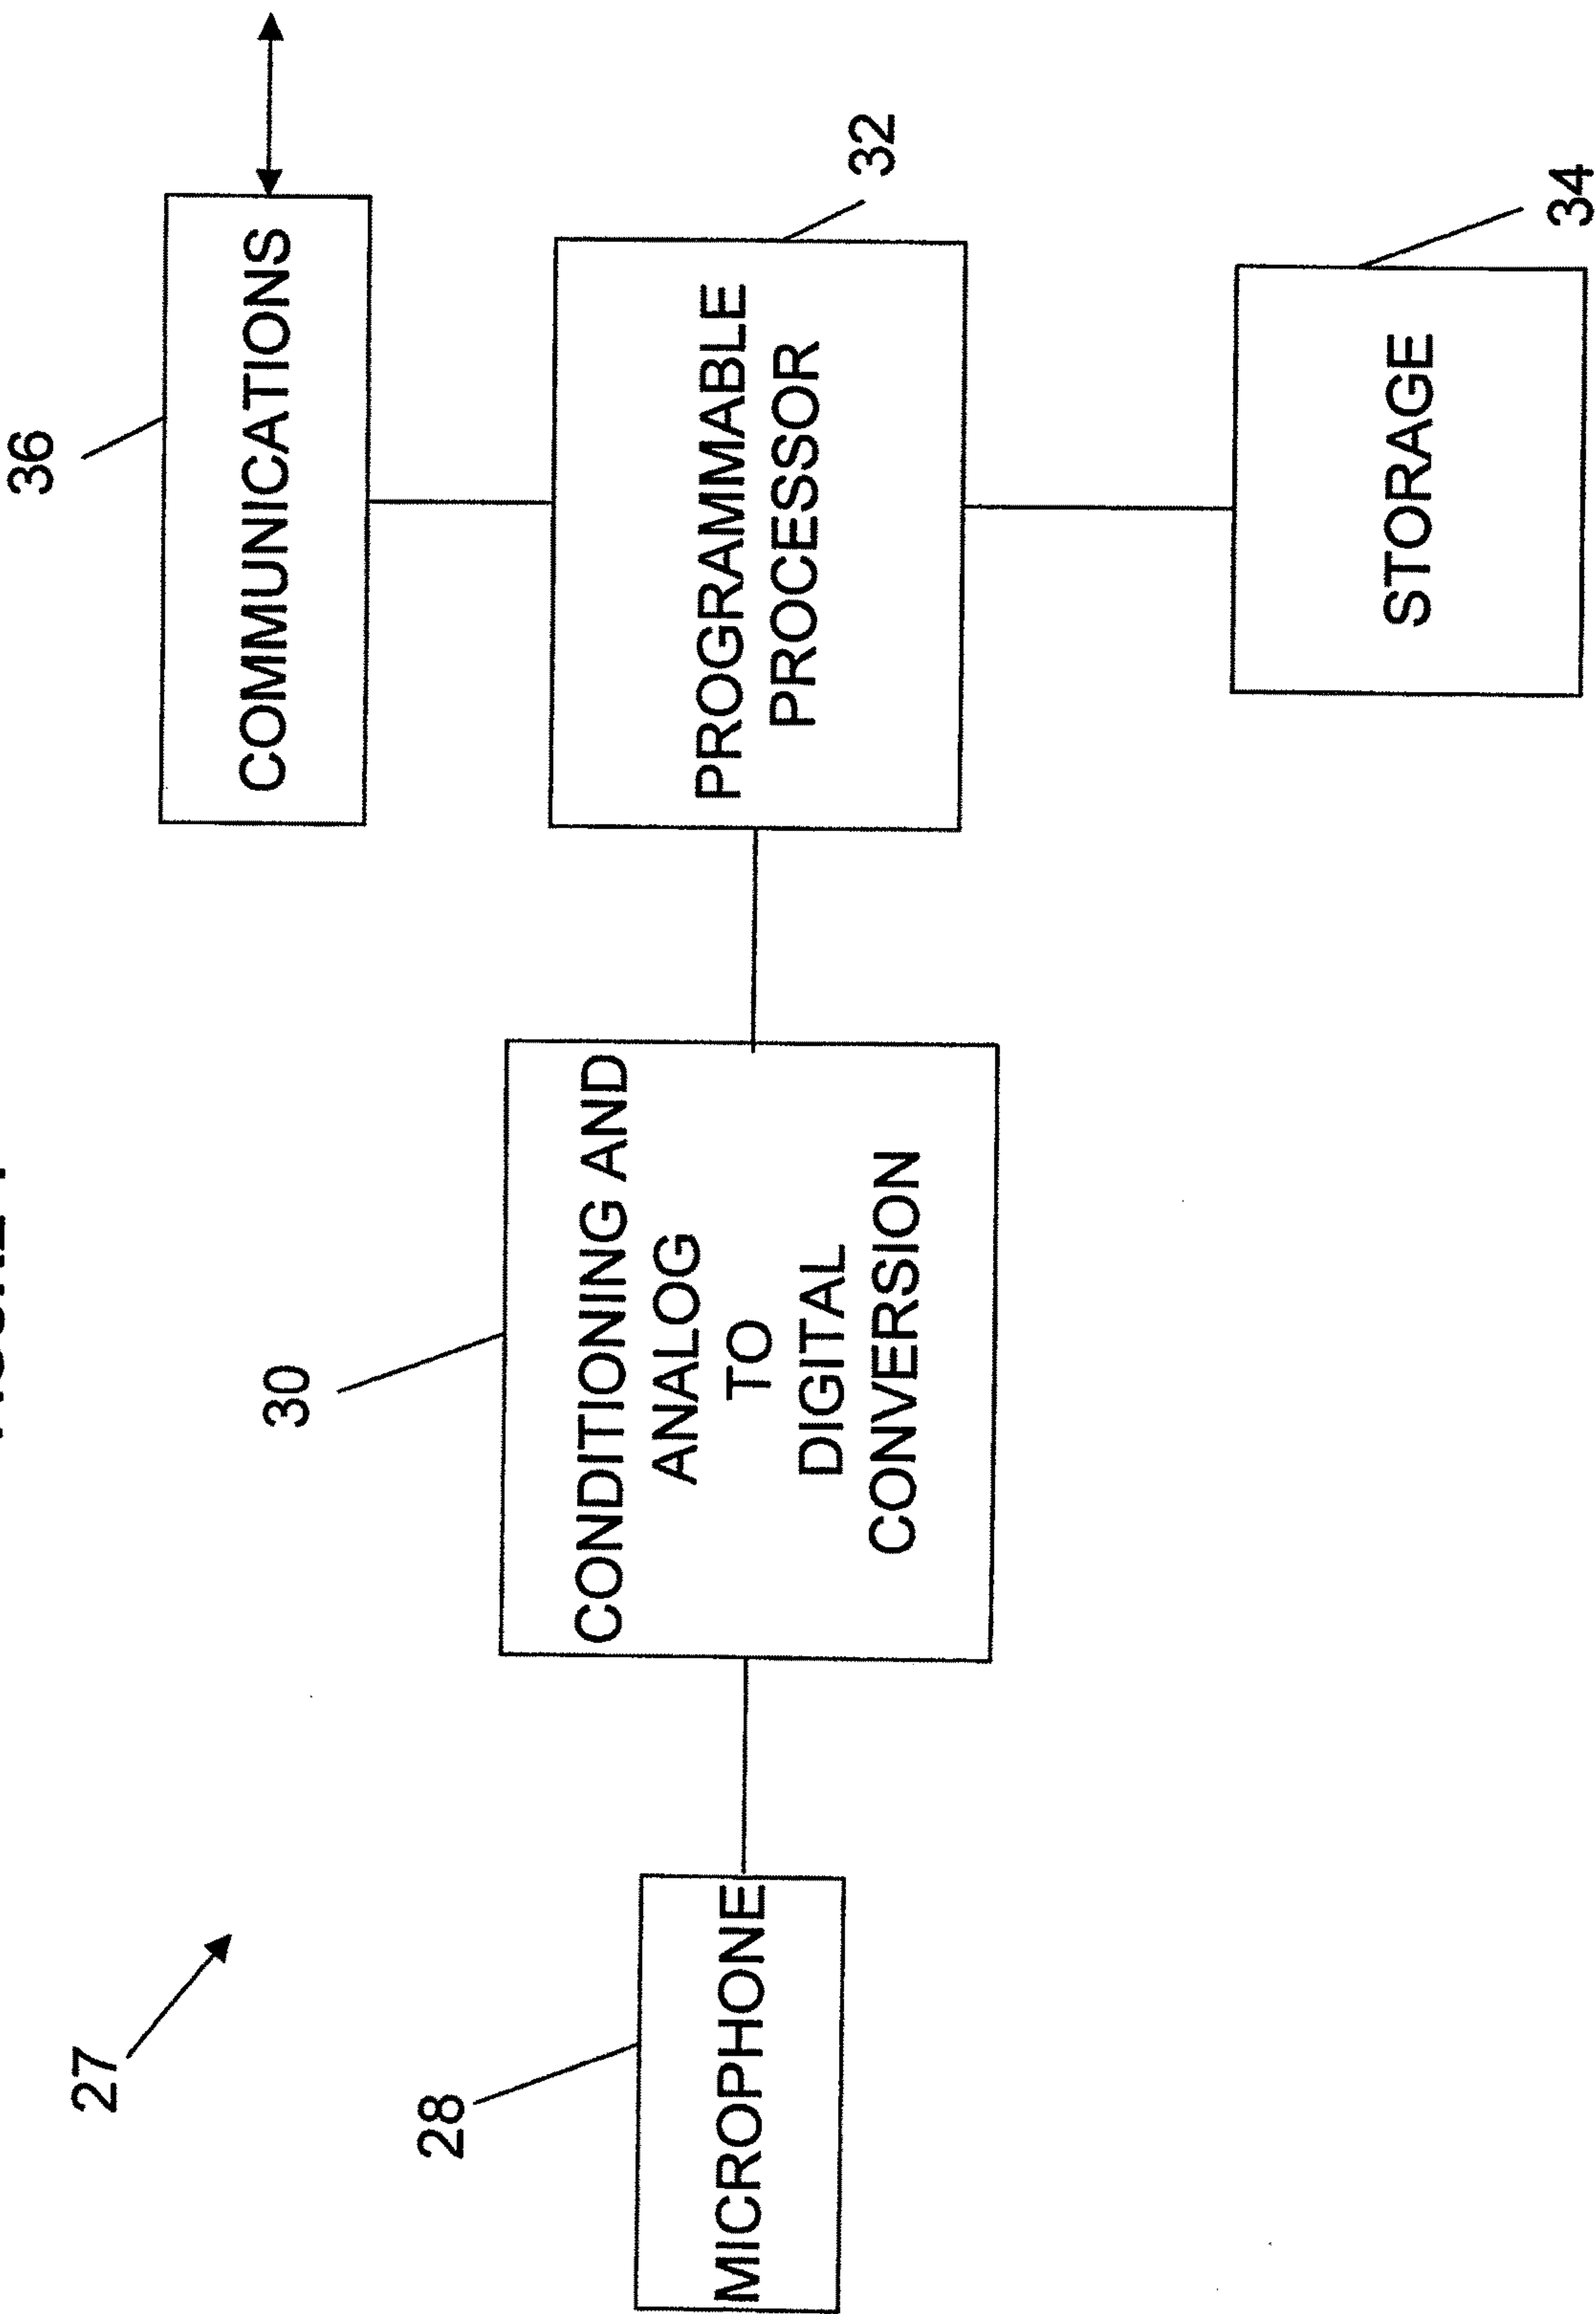 27
36
COMMUNICATIONS
30
32
28
MICROPHONE
CONDITIONING AND
ANALOG
TO
DIGITAL
CONVERSION
PROGRAMMABLE
PROCESSOR
34
STORAGE